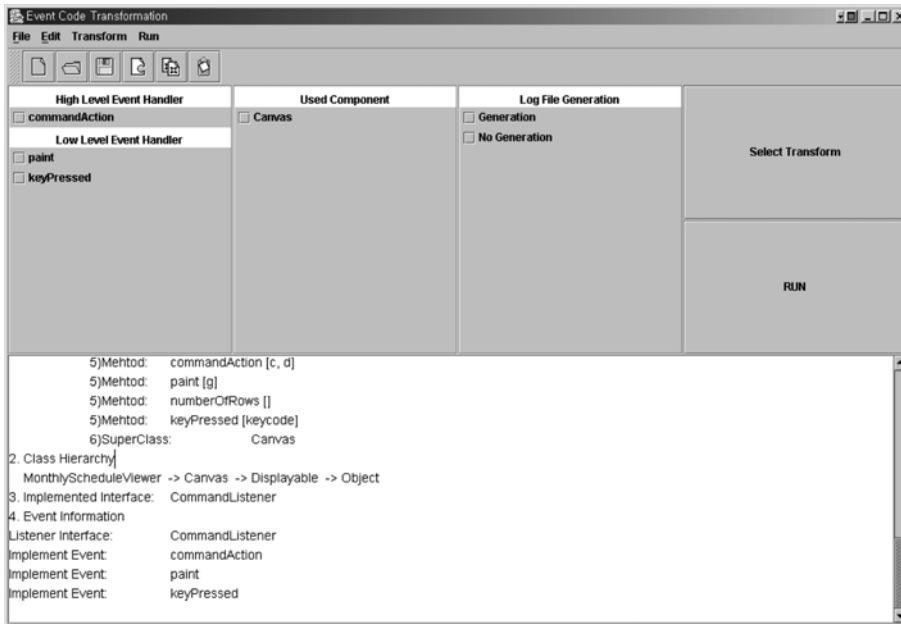 Event Code Transformation
File Edit Transform Run
High Level Event Handler
commandAction
Low Level Event Handler
paint
keyPressed
Used Component
Canvas
Log File Generation
Generation
No Generation
Select Transform
RUN
5)Mehtod: commandAction [c, d]
5)Mehtod: paint [g]
5)Mehtod: numberOfRows []
5)Mehtod: keyPressed [keycode]
6)SuperClass: Canvas
2. Class Hierarchy
MonthlyScheduleViewer -> Canvas -> Displayable -> Object
3. Implemented Interface: CommandListener
4. Event Information
Listener Interface: CommandListener
Implement Event: commandAction
Implement Event: paint
Implement Event: keyPressed